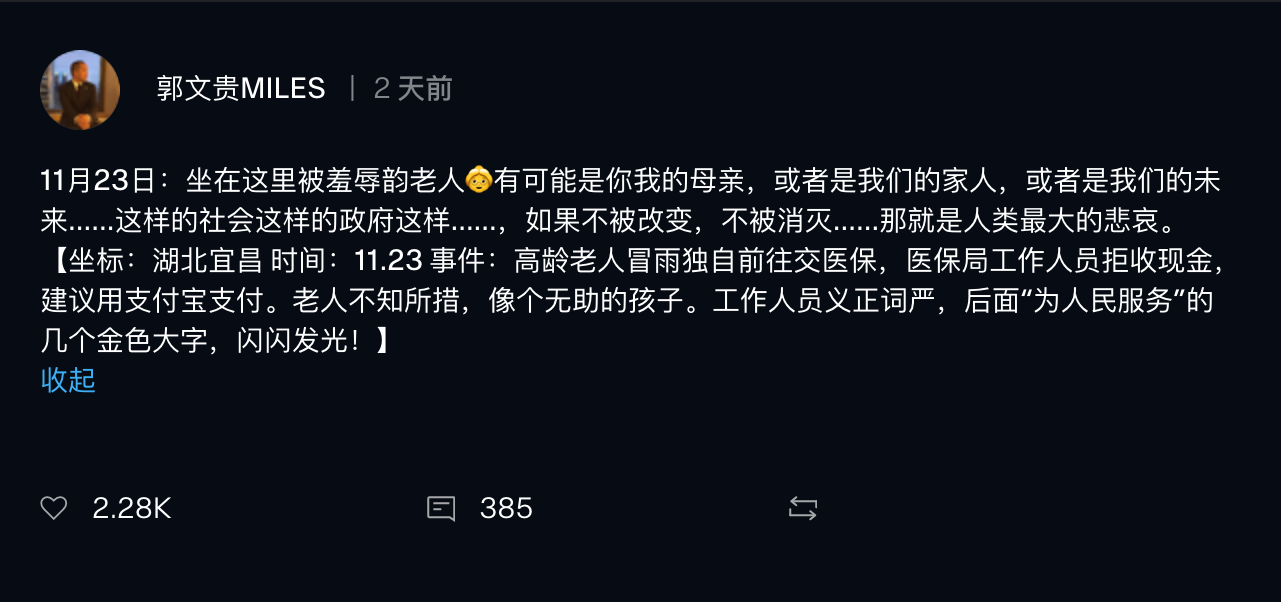 郭文贵MILES | 2 天前
11月23日：坐在这里被羞辱韵老人👵有可能是你我的母亲，或者是我们的家人，或者是我们的未
来……这样的社会这样的政府这样……，如果不被改变，不被消灭……那就是人类最大的悲哀。
【坐标：湖北宜昌 时间：11.23 事件：高龄老人冒雨独自前往交医保，医保局工作人员拒收现金，
建议用支付宝支付。老人不知所措，像个无助的孩子。工作人员义正词严，后面“为人民服务”的
几个金色大字，闪闪发光！】
收起
2.28K 385